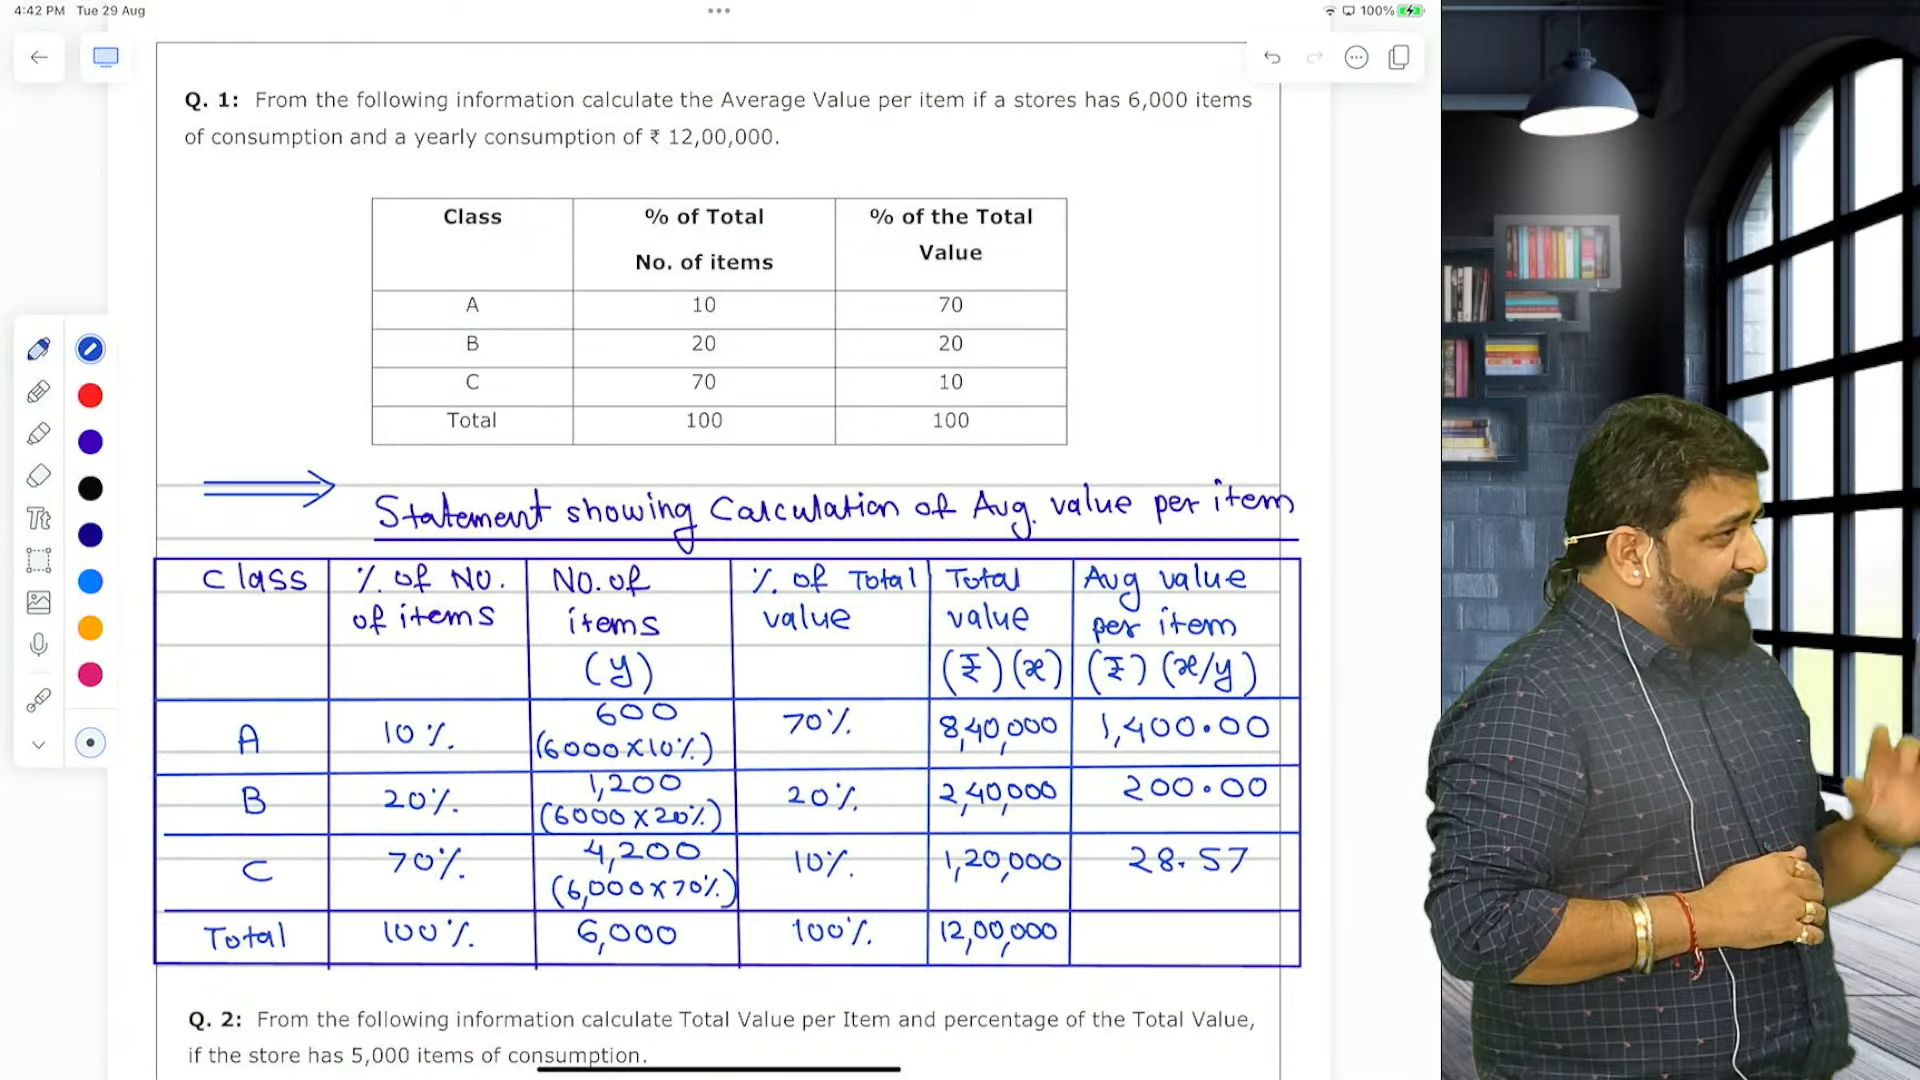 4:42 PM Tue 29 Aug
100%
Q. 1: From the following information calculate the Average Value per item if a stores has 6,000 items
of consumption and a yearly consumption of ₹ 12,00,000.
Class % of Total No. of items % of the Total Value
A 10 70
B 20 20
C 70 10
Total 100 100
Statement showing Calculation of Avg. value per item
Class % of No. of items No. of items (y) % of Total value Total value (₹) (x) Avg value per item (₹) (x/y)
A 10% 600 (6000x10%) 70% 8,40,000 1,400.00
B 20% 1,200 (6000x20%) 20% 2,40,000 200.00
C 70% 4,200 (6,000x70%) 10% 1,20,000 28.57
Total 100% 6,000 100% 12,00,000
Tt
Q. 2: From the following information calculate Total Value per Item and percentage of the Total Value,
if the store has 5,000 items of consumption.